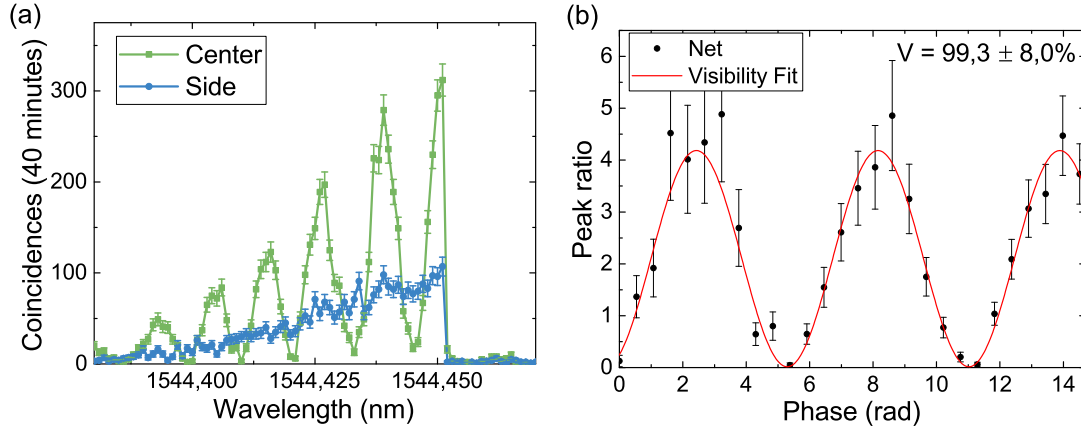 (a)
Center
Side
300
200
100
0
Coincidences (40 minutes)
1544,400
1544,425
1544,450
Wavelength (nm)
(b)
Net
Visibility Fit
V = 99,3 ± 8,0%
6
5
4
3
2
1
0
Peak ratio
0
2
4
6
8
10
12
14
Phase (rad)